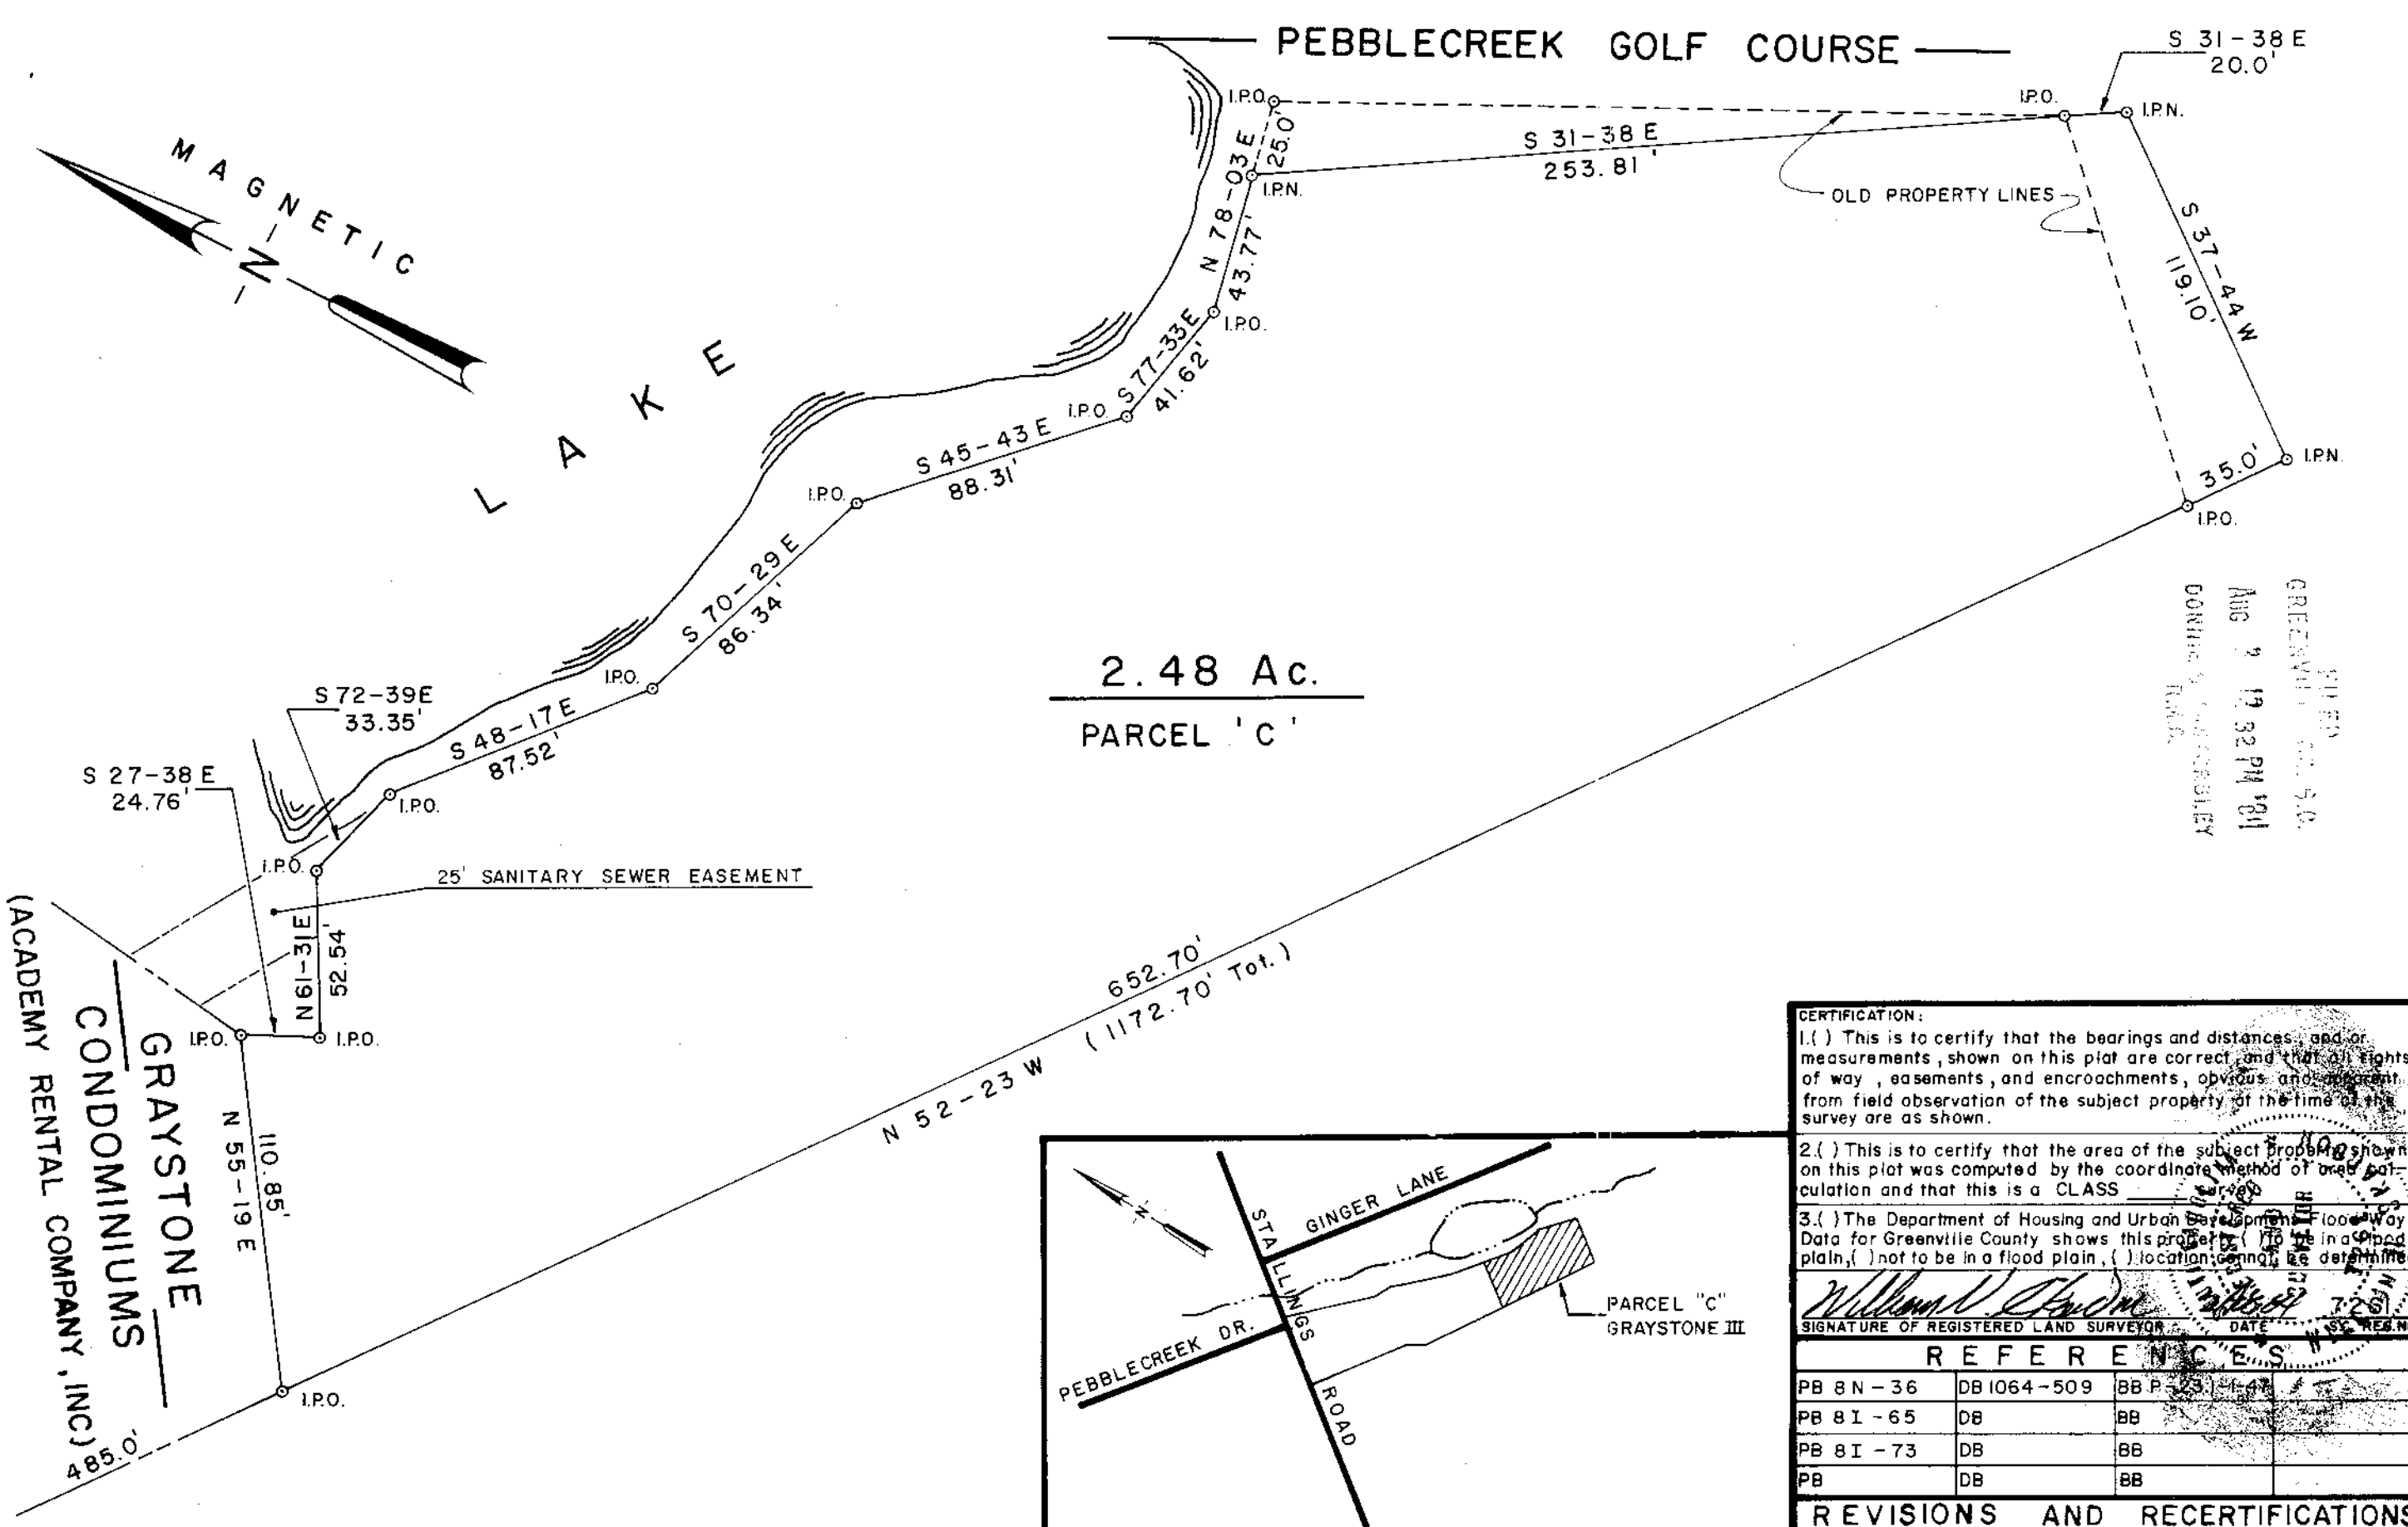 PEBBLECREEK GOLF COURSE
S 31-38 E
20.0'
I.P.O.
I.P.O.
I.P.N.
MAGNETIC
N
N 78-03 E
25.0'
43.77'
I.P.N.
S 31-38 E
253.81'
OLD PROPERTY LINES
S 37-44 W
119.10'
I.P.O.
LAKE
S 77-33 E
41.62'
I.P.O.
S 45-43 E
88.31'
I.P.O.
35.0'
I.P.N.
I.P.O.
S 70-29 E
86.34'
I.P.O.
2.48 Ac.
PARCEL 'C'
S 72-39 E
33.35'
S 48-17 E
87.52'
I.P.O.
S 27-38 E
24.76'
I.P.O.
25' SANITARY SEWER EASEMENT
N 61-31 E
52.54'
I.P.O.
I.P.O.
GRAYSTONE
CONDOMINIUMS
(ACADEMY RENTAL COMPANY, INC)
110.85'
N 55-19 E
I.P.O.
485.0'
652.70'
N 52-23 W (1172.70' Tot.)
N
STALLINGS ROAD
GINGER LANE
PEBBLECREEK DR.
PARCEL "C"
GRAYSTONE III
CERTIFICATION:
1.( ) This is to certify that the bearings and distances, and or
measurements, shown on this plat are correct, and that all rights
of way, easements, and encroachments, obvious and apparent
from field observation of the subject property at the time of the
survey are as shown.
2.( ) This is to certify that the area of the subject property shown
on this plat was computed by the coordinate method of area cal-
culation and that this is a CLASS ____ survey
3.( ) The Department of Housing and Urban Development Flood Way
Data for Greenville County shows this property ( ) to be in a flood
plain, ( ) not to be in a flood plain, ( ) location cannot be determined
SIGNATURE OF REGISTERED LAND SURVEYOR DATE
REFERENCES
PB 8N-36 DB 1064-509 BB
PB 8I-65 DB BB
PB 8I-73 DB BB
PB DB BB
REVISIONS AND RECERTIFICATIONS